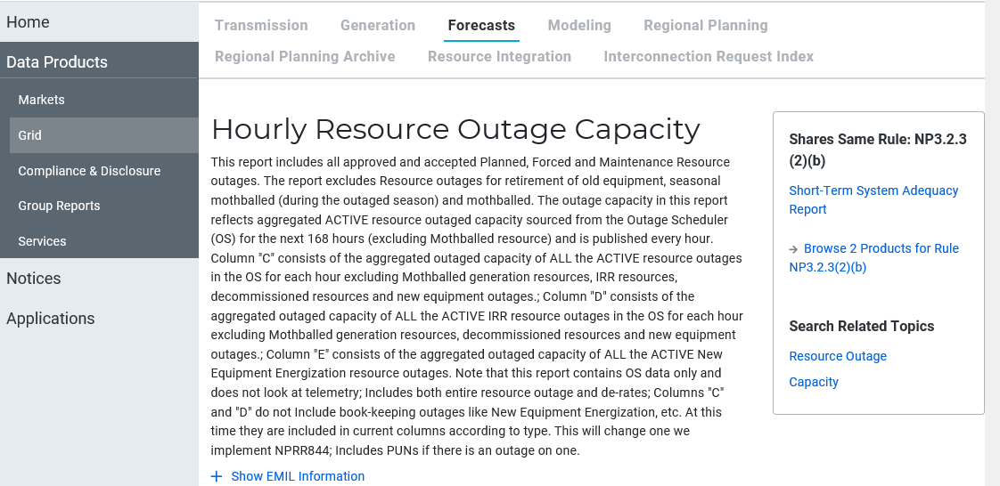 Home
Data Products
Markets
Grid
Compliance & Disclosure
Group Reports
Services
Notices
Applications
Transmission Generation Forecasts Modeling Regional Planning
Regional Planning Archive Resource Integration Interconnection Request Index
Hourly Resource Outage Capacity
This report includes all approved and accepted Planned, Forced and Maintenance Resource
outages. The report excludes Resource outages for retirement of old equipment, seasonal
mothballed (during the outaged season) and mothballed. The outage capacity in this report
reflects aggregated ACTIVE resource outaged capacity sourced from the Outage Scheduler
(OS) for the next 168 hours (excluding Mothballed resource) and is published every hour.
Column "C" consists of the aggregated outaged capacity of ALL the ACTIVE resource outages
in the OS for each hour excluding Mothballed generation resources, IRR resources,
decommissioned resources and new equipment outages.; Column "D" consists of the
aggregated outaged capacity of ALL the ACTIVE IRR resource outages in the OS for each hour
excluding Mothballed generation resources, decommissioned resources and new equipment
outages.; Column "E" consists of the aggregated outaged capacity of ALL the ACTIVE New
Equipment Energization resource outages. Note that this report contains OS data only and
does not look at telemetry; Includes both entire resource outage and de-rates; Columns "C"
and "D" do not Include book-keeping outages like New Equipment Energization, etc. At this
time they are included in current columns according to type. This will change one we
implement NPRR844; Includes PUNs if there is an outage on one.
+ Show EMIL Information
Shares Same Rule: NP3.2.3
(2)(b)
Short-Term System Adequacy
Report
→ Browse 2 Products for Rule
NP3.2.3(2)(b)
Search Related Topics
Resource Outage
Capacity